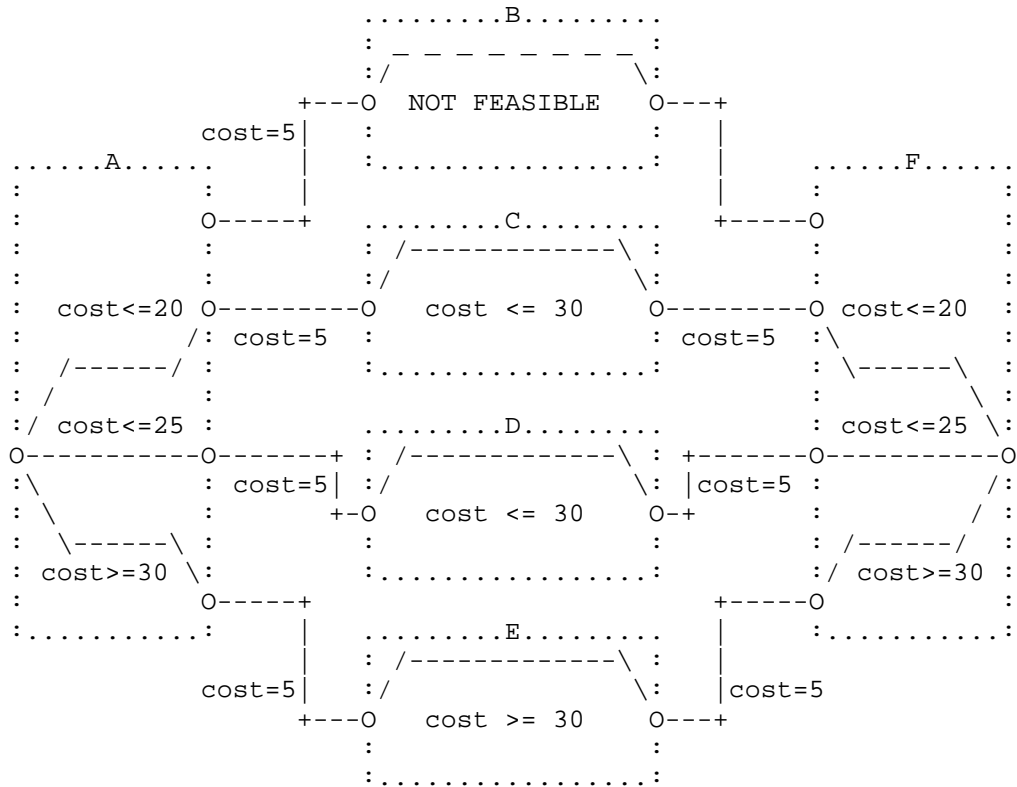 B
NOT FEASIBLE
cost=5
A
F
C
cost<=20
cost <= 30
cost<=20
cost=5
cost=5
cost<=25
D
cost<=25
cost=5
cost=5
cost <= 30
cost>=30
cost>=30
E
cost=5
cost=5
cost >= 30